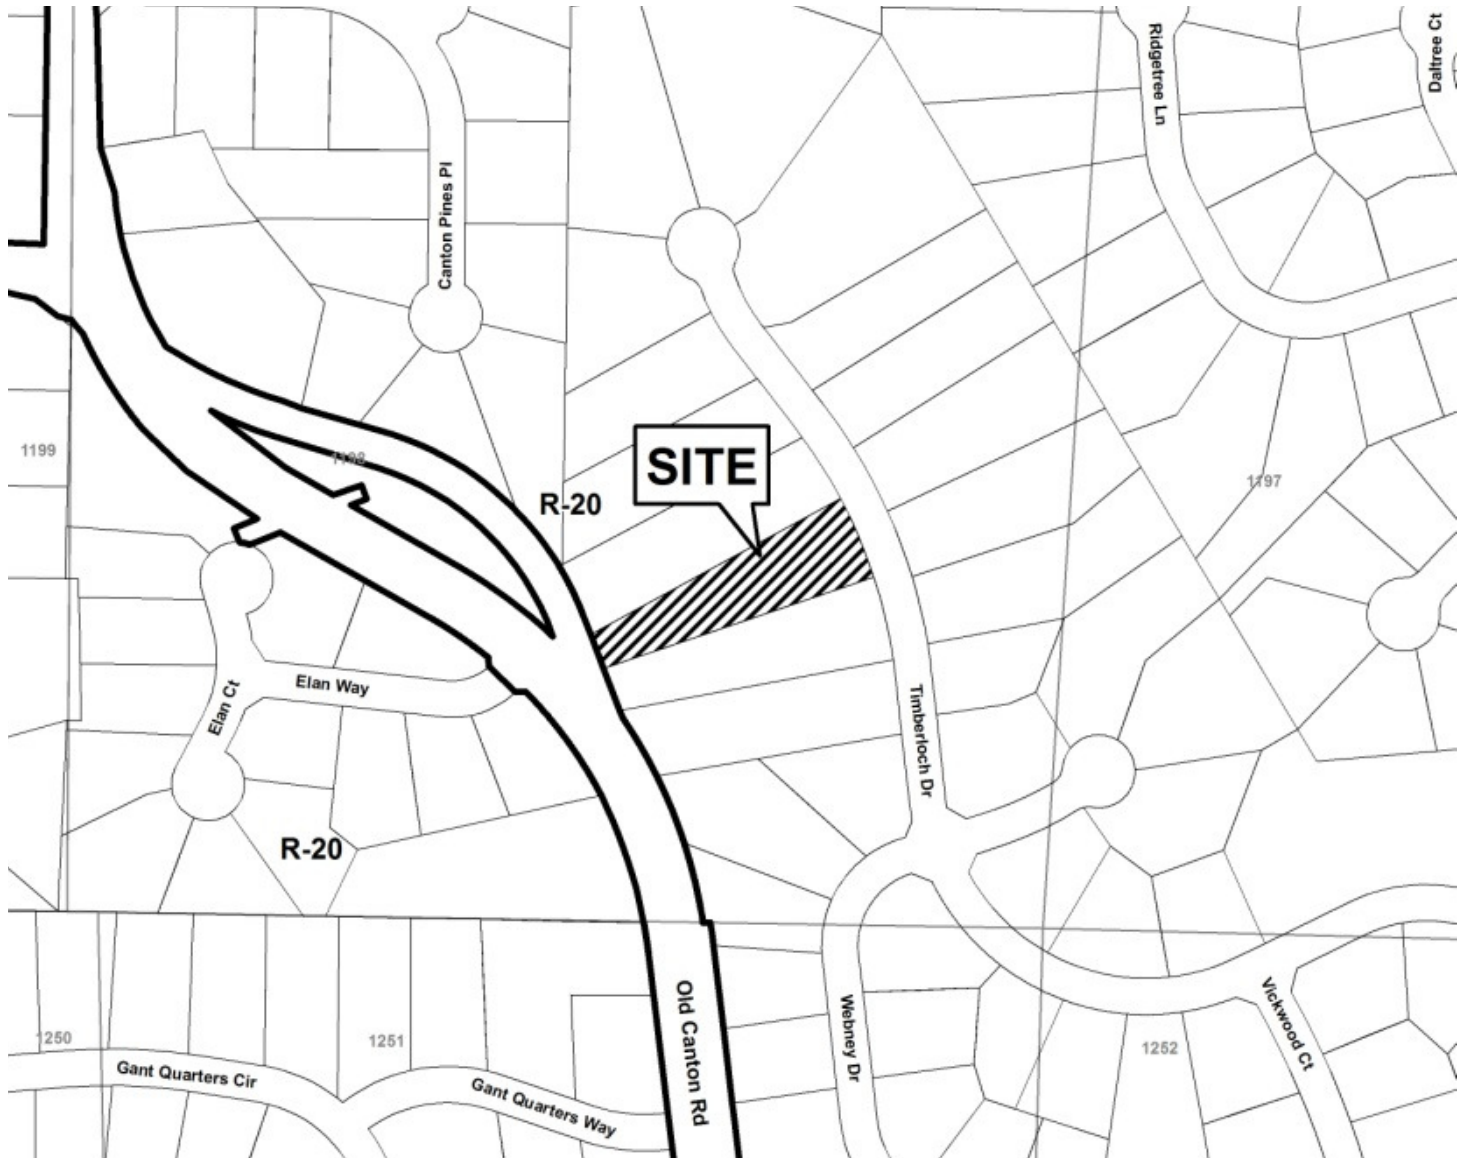 Ridgetree Ln
Daltree Ct
Canton Pines Pl
1199
1198
R-20
SITE
1197
Elan Way
Elan Ct
Timberloch Dr
R-20
Old Canton Rd
Webney Dr
Vickwood Ct
1250
1251
1252
Gant Quarters Cir
Gant Quarters Way